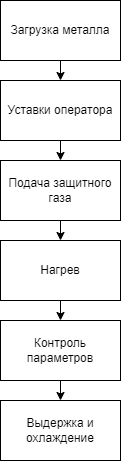 Загрузка металла
Уставки оператора
Подача защитного
газа
Нагрев
Контроль
параметров
Выдержка и
охлаждение